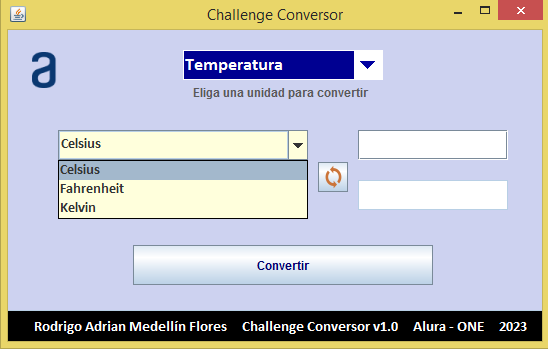 Challenge Conversor
a
Temperatura
Eliga una unidad para convertir
Celsius
Celsius
Fahrenheit
Kelvin
Convertir
Rodrigo Adrian Medellín Flores Challenge Conversor v1.0 Alura - ONE 2023